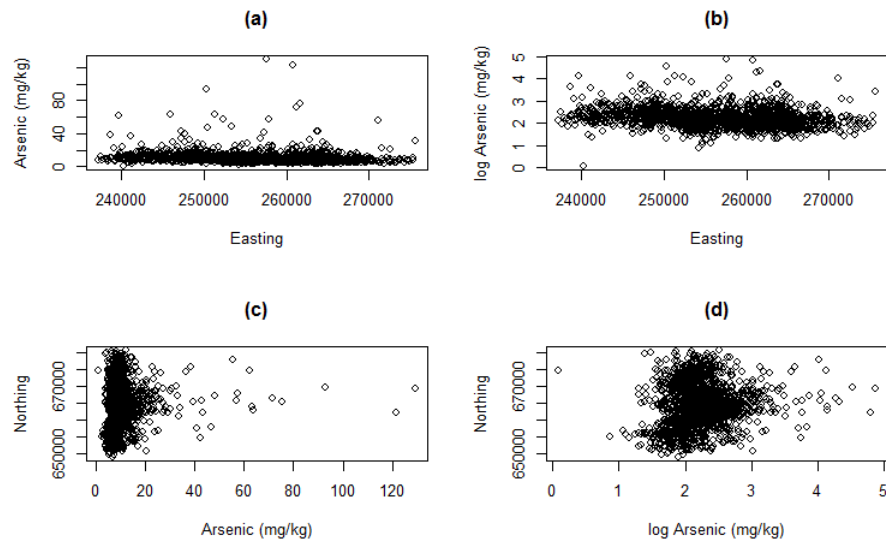 (a)
Arsenic (mg/kg)
0 40 80
240000 250000 260000 270000
Easting
(b)
log Arsenic (mg/kg)
0 1 2 3 4 5
240000 250000 260000 270000
Easting
(c)
Northing
650000 670000
0 20 40 60 80 100 120
Arsenic (mg/kg)
(d)
Northing
650000 670000
0 1 2 3 4 5
log Arsenic (mg/kg)